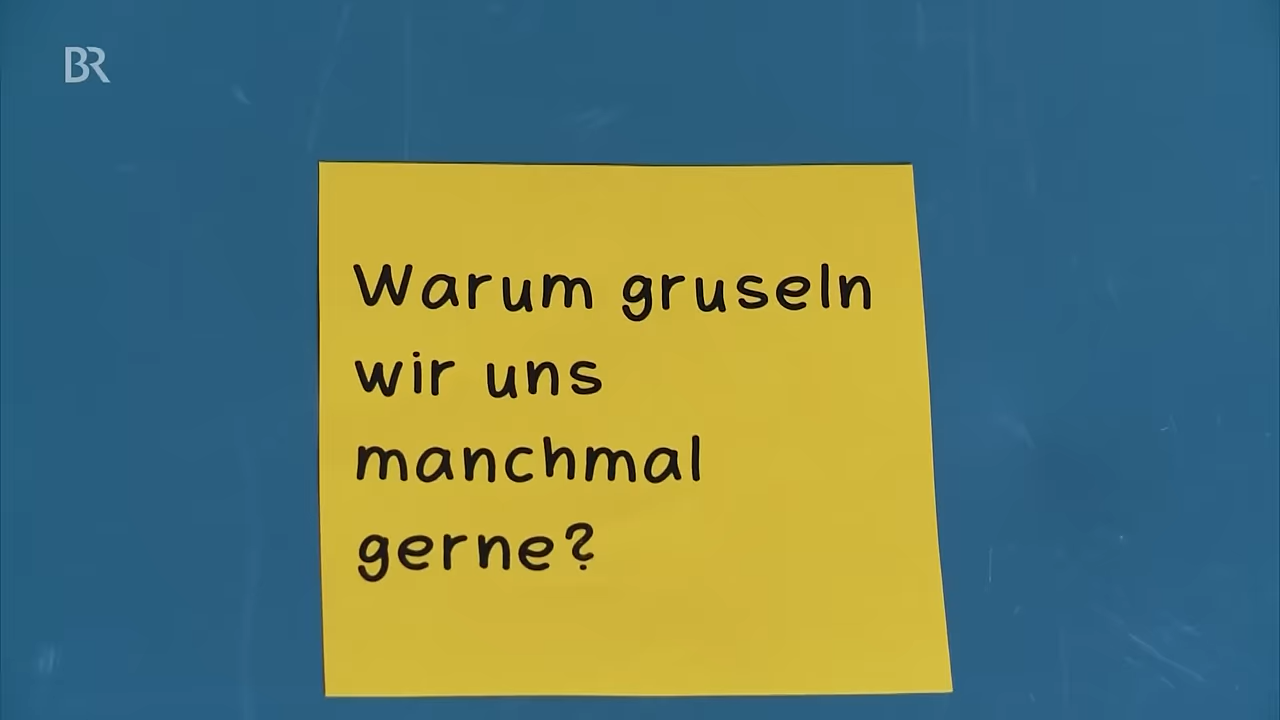 BR
Warum gruseln
wir uns
manchmal
gerne?